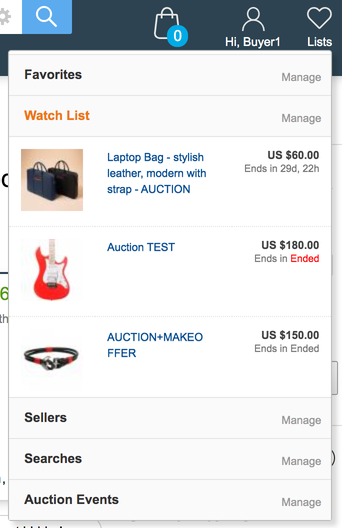 0
Hi, Buyer1
Lists
Favorites
Manage
Watch List
Manage
Laptop Bag - stylish
leather, modern with
strap - AUCTION
US $60.00
Ends in 29d, 22h
Auction TEST
US $180.00
Ends in Ended
AUCTION+MAKEO
FFER
US $150.00
Ends in Ended
Sellers
Manage
Searches
Manage
Auction Events
Manage